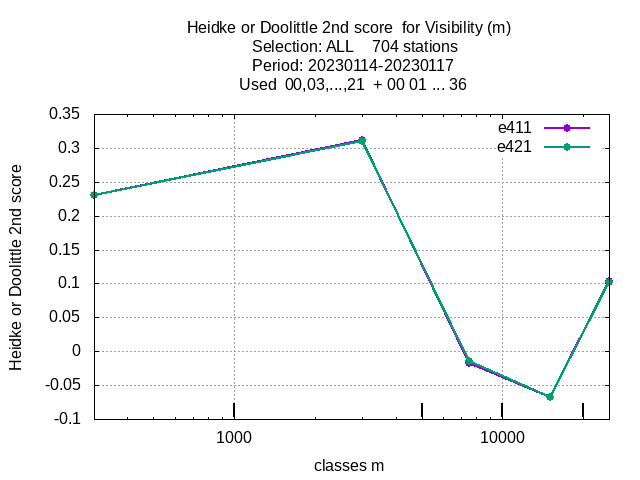 Heidke or Doolittle 2nd score  for Visibility (m)
Selection: ALL    704 stations
Period: 20230114-20230117
Used  00,03,...,21  + 00 01 ... 36
e411
e421
0.35
0.3
0.25
0.2
0.15
0.1
0.05
0
-0.05
-0.1
Heidke or Doolittle 2nd score
1000
10000
classes m